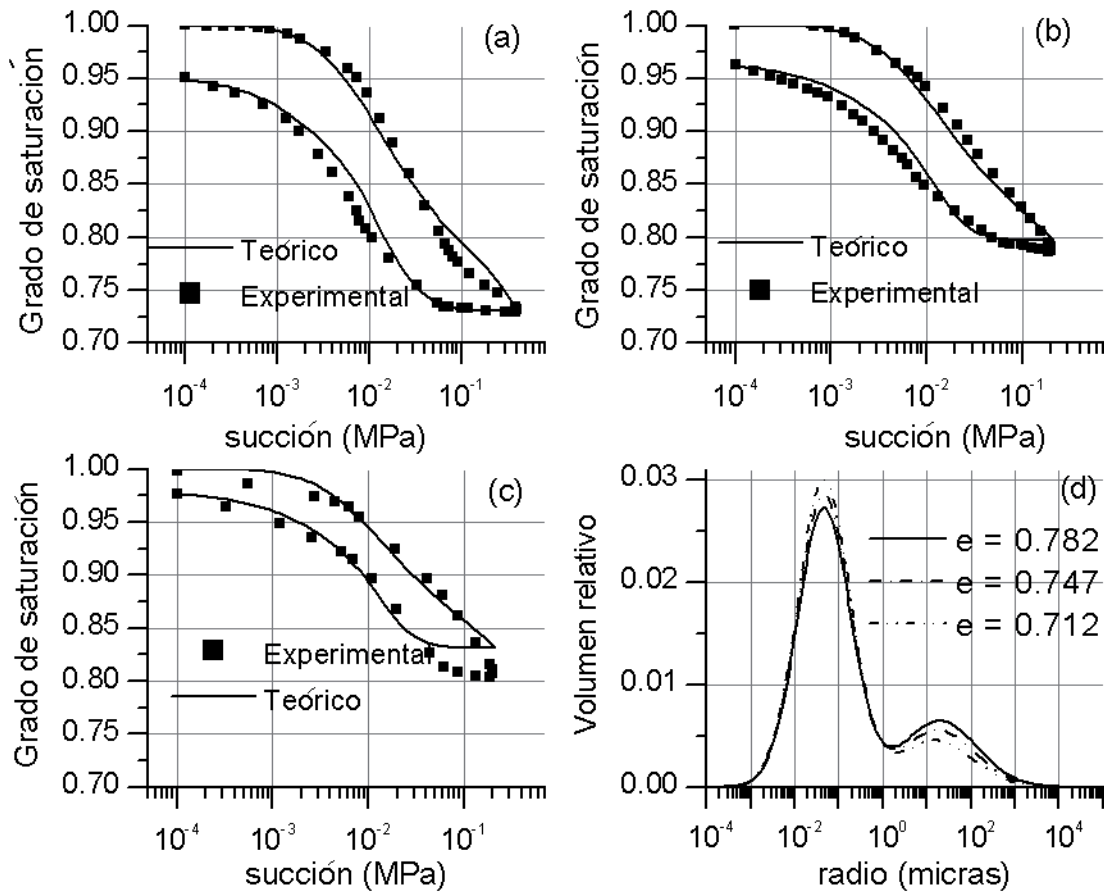 (a)
Grado de saturación
1.00
0.95
0.90
0.85
0.80
0.75
0.70
Teórico
Experimental
10⁻⁴ 10⁻³ 10⁻² 10⁻¹
succión (MPa)
(b)
Grado de saturación
1.00
0.95
0.90
0.85
0.80
0.75
0.70
Teórico
Experimental
10⁻⁴ 10⁻³ 10⁻² 10⁻¹
succión (MPa)
(c)
Grado de saturación
1.00
0.95
0.90
0.85
0.80
0.75
0.70
Experimental
Teórico
10⁻⁴ 10⁻³ 10⁻² 10⁻¹
succión (MPa)
(d)
Volumen relativo
0.03
0.02
0.01
0.00
e = 0.782
e = 0.747
e = 0.712
10⁻⁴ 10⁻² 10⁰ 10² 10⁴
radio (micras)